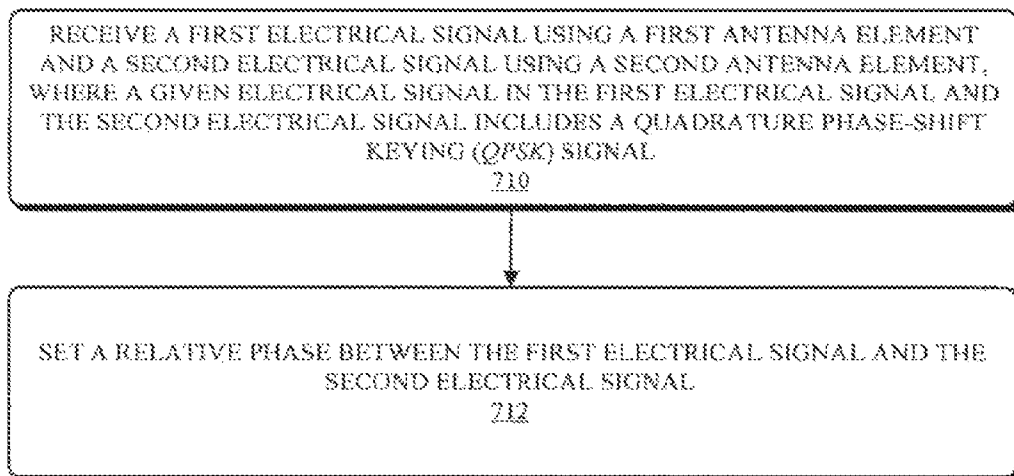 RECEIVE A FIRST ELECTRICAL SIGNAL USING A FIRST ANTENNA ELEMENT
AND A SECOND ELECTRICAL SIGNAL USING A SECOND ANTENNA ELEMENT,
WHERE A GIVEN ELECTRICAL SIGNAL IN THE FIRST ELECTRICAL SIGNAL AND
THE SECOND ELECTRICAL SIGNAL INCLUDES A QUADRATURE PHASE-SHIFT
KEYING (QPSK) SIGNAL
710
SET A RELATIVE PHASE BETWEEN THE FIRST ELECTRICAL SIGNAL AND THE
SECOND ELECTRICAL SIGNAL
712